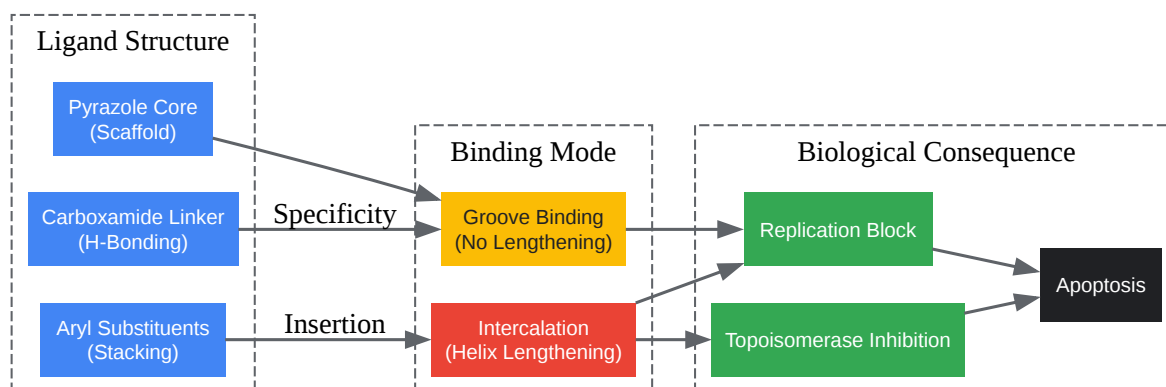 Ligand Structure
Pyrazole Core
(Scaffold)
Carboxamide Linker
(H-Bonding)
Aryl Substituents
(Stacking)
Specificity
Insertion
Binding Mode
Groove Binding
(No Lengthening)
Intercalation
(Helix Lengthening)
Biological Consequence
Replication Block
Topoisomerase Inhibition
Apoptosis